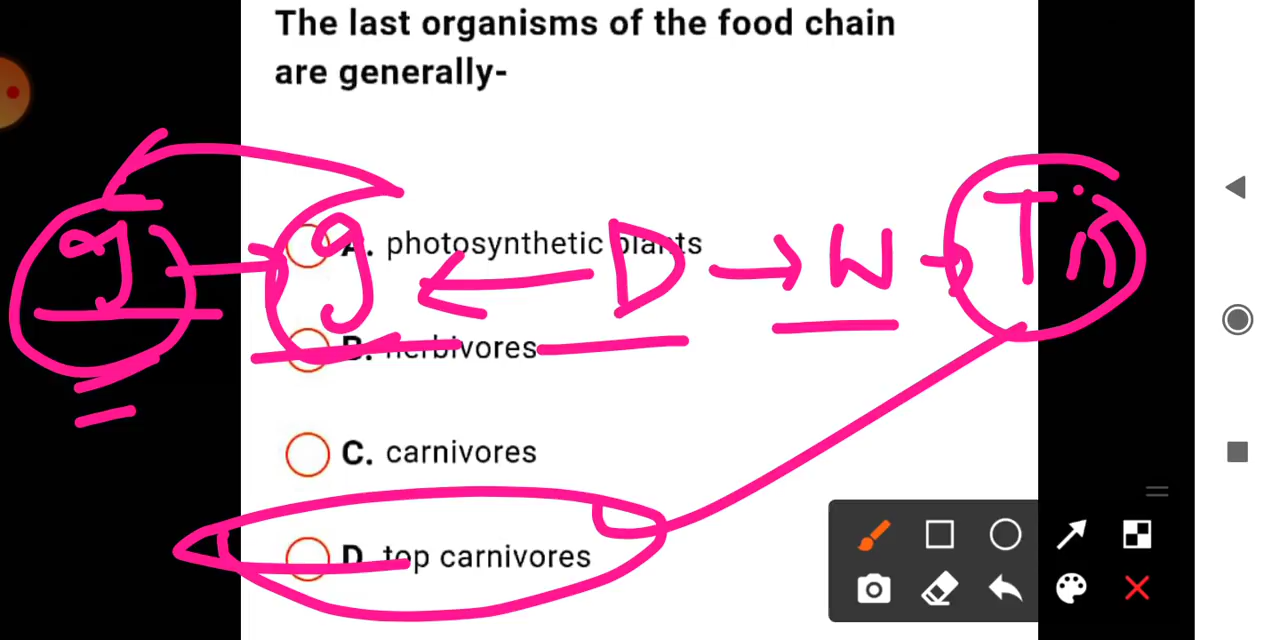 The last organisms of the food chain
are generally-
g g D W
A. photosynthetic plants
B. herbivores
C. carnivores
D. top carnivores